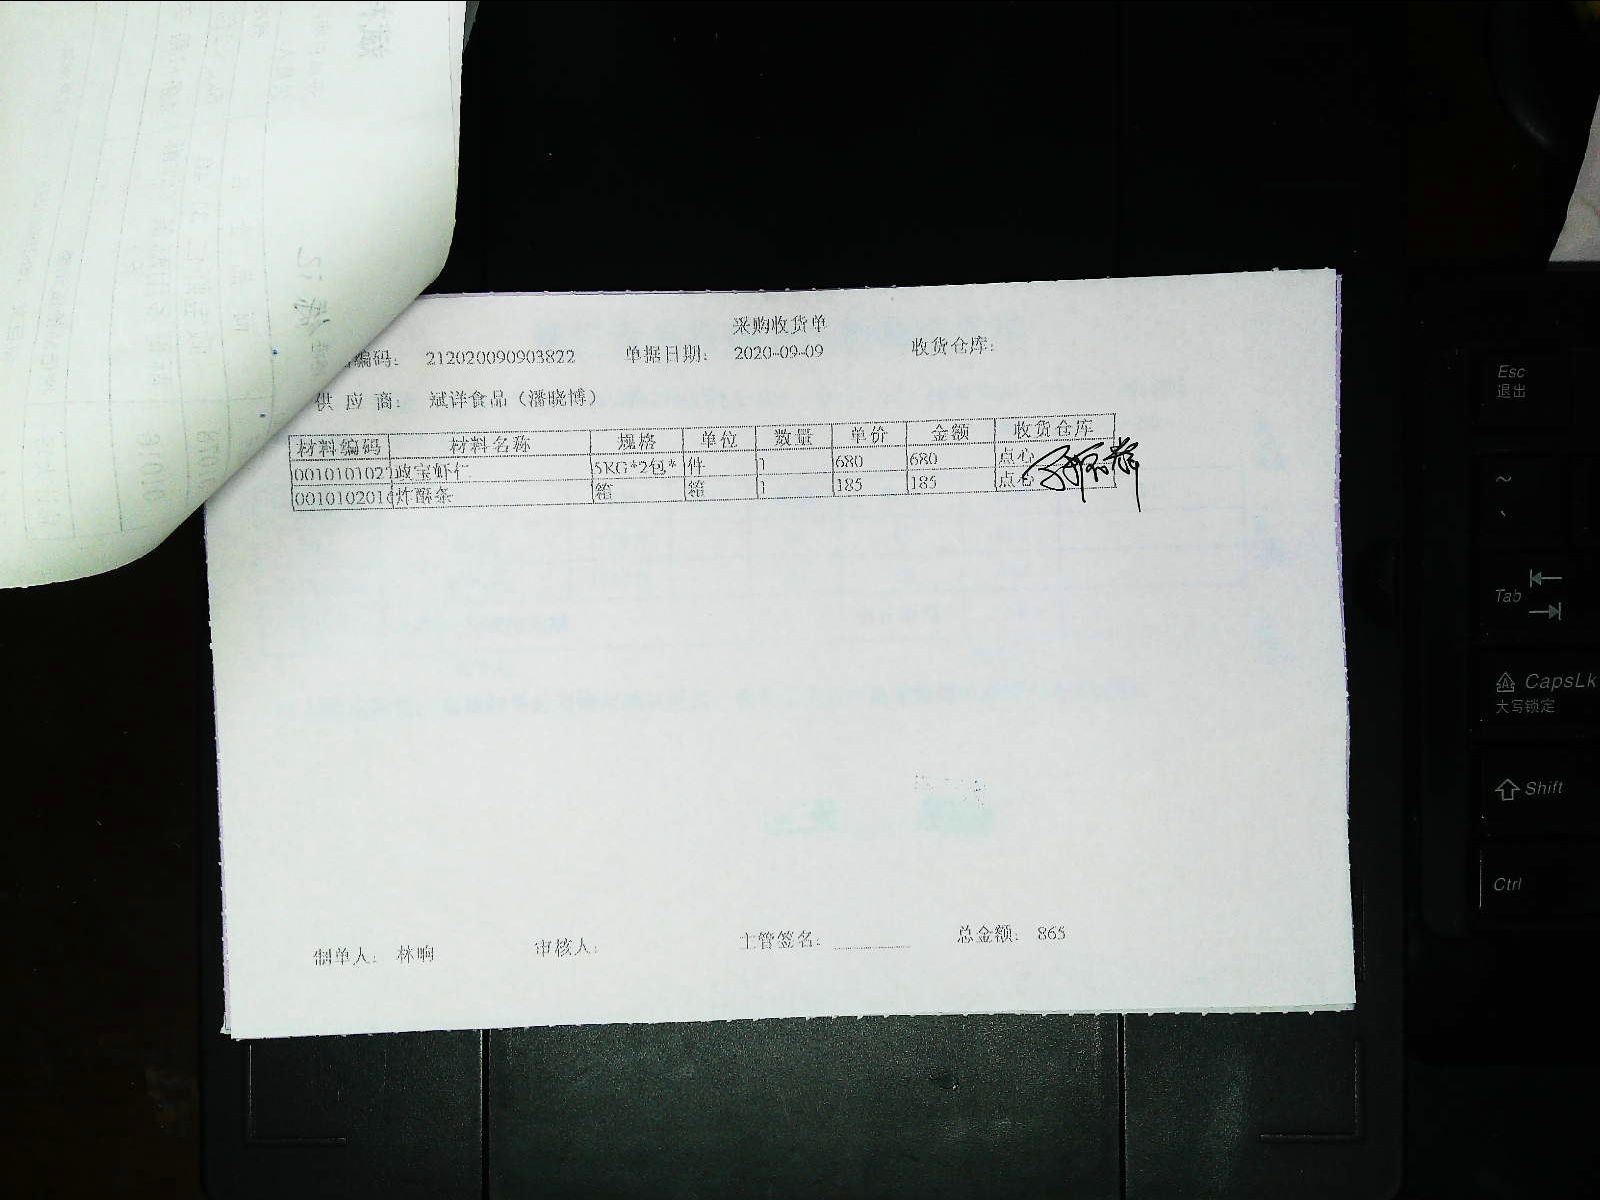 采购收货单
编码： 212020090903822 单据日期： 2020-09-09 收货仓库：
供 应 商： 斌详食品（潘晓博）
材料编码 材料名称 规格 单位 数量 单价 金额 收货仓库
0010101027 政宝虾仁 5KG*2包* 件 1 680 680 点心
0010102016 炸酥条 箱 箱 1 185 185 点心
制单人： 林晌 审核人： 主管签名： 总金额： 865
Esc
退出
~
Tab
CapsLk
大写锁定
Shift
Ctrl